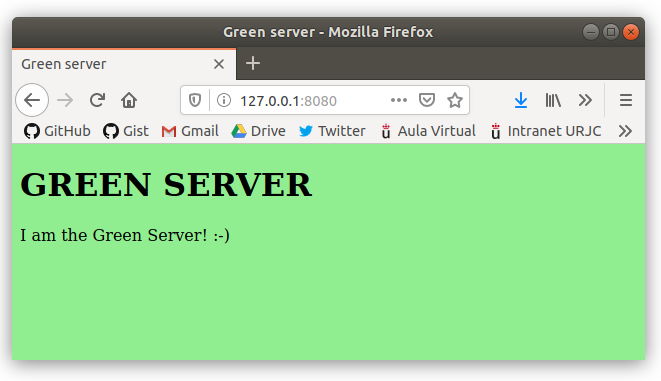 Green server - Mozilla Firefox
Green server
127.0.0.1:8080
GitHub Gist Gmail Drive Twitter Aula Virtual Intranet URJC
GREEN SERVER
I am the Green Server! :-)